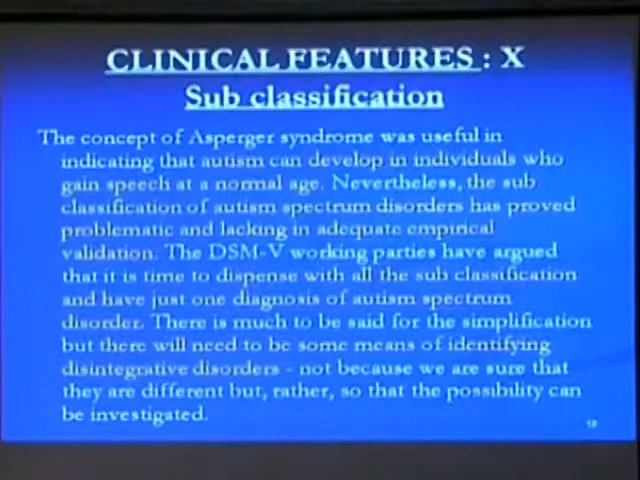 CLINICAL FEATURES : X
Sub classification
The concept of Asperger syndrome was useful in
indicating that autism can develop in individuals who
gain speech at a normal age. Nevertheless, the sub
classification of autism spectrum disorders has proved
problematic and lacking in adequate empirical
validation. The DSM-V working parties have argued
that it is time to dispense with all the sub classification
and have just one diagnosis of autism spectrum
disorder. There is much to be said for the simplification
but there will need to be some means of identifying
disintegrative disorders - not because we are sure that
they are different but, rather, so that the possibility can
be investigated.